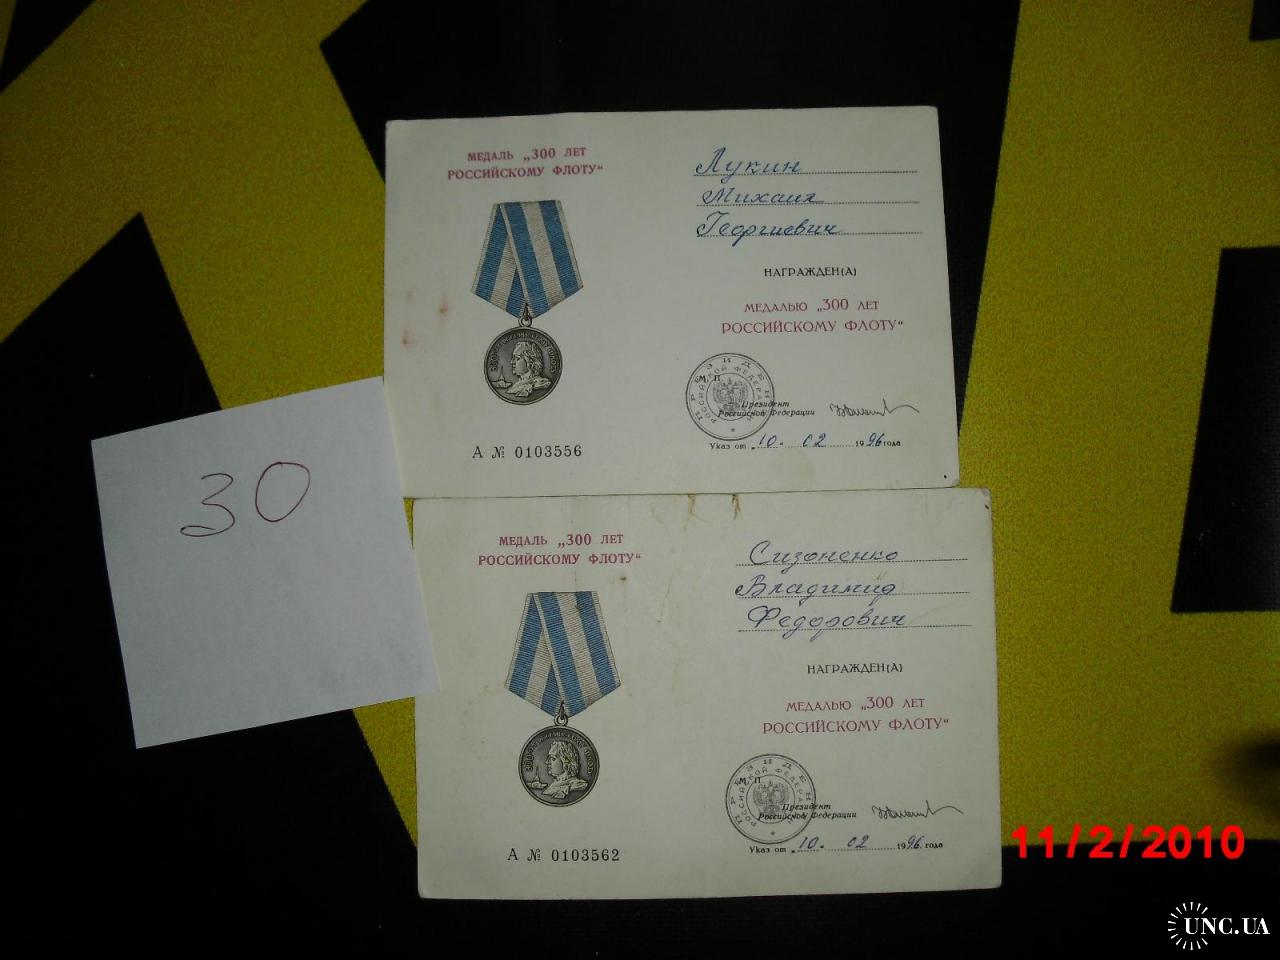 МЕДАЛЬ „300 ЛЕТ
РОССИЙСКОМУ ФЛОТУ“
А № 0103556
Лукин
Михаил
Георгиевич
НАГРАЖДЕН(А)
МЕДАЛЬЮ „300 ЛЕТ
РОССИЙСКОМУ ФЛОТУ“
М. П.
Президент
Российской Федерации
Указ от „10. 02 1996 года
30
МЕДАЛЬ „300 ЛЕТ
РОССИЙСКОМУ ФЛОТУ“
А № 0103562
Сизоненко
Владимир
Федорович
НАГРАЖДЕН(А)
МЕДАЛЬЮ „300 ЛЕТ
РОССИЙСКОМУ ФЛОТУ“
М. П.
Президент
Российской Федерации
Указ от „10. 02 1996 года
11/2/2010
UNC.UA